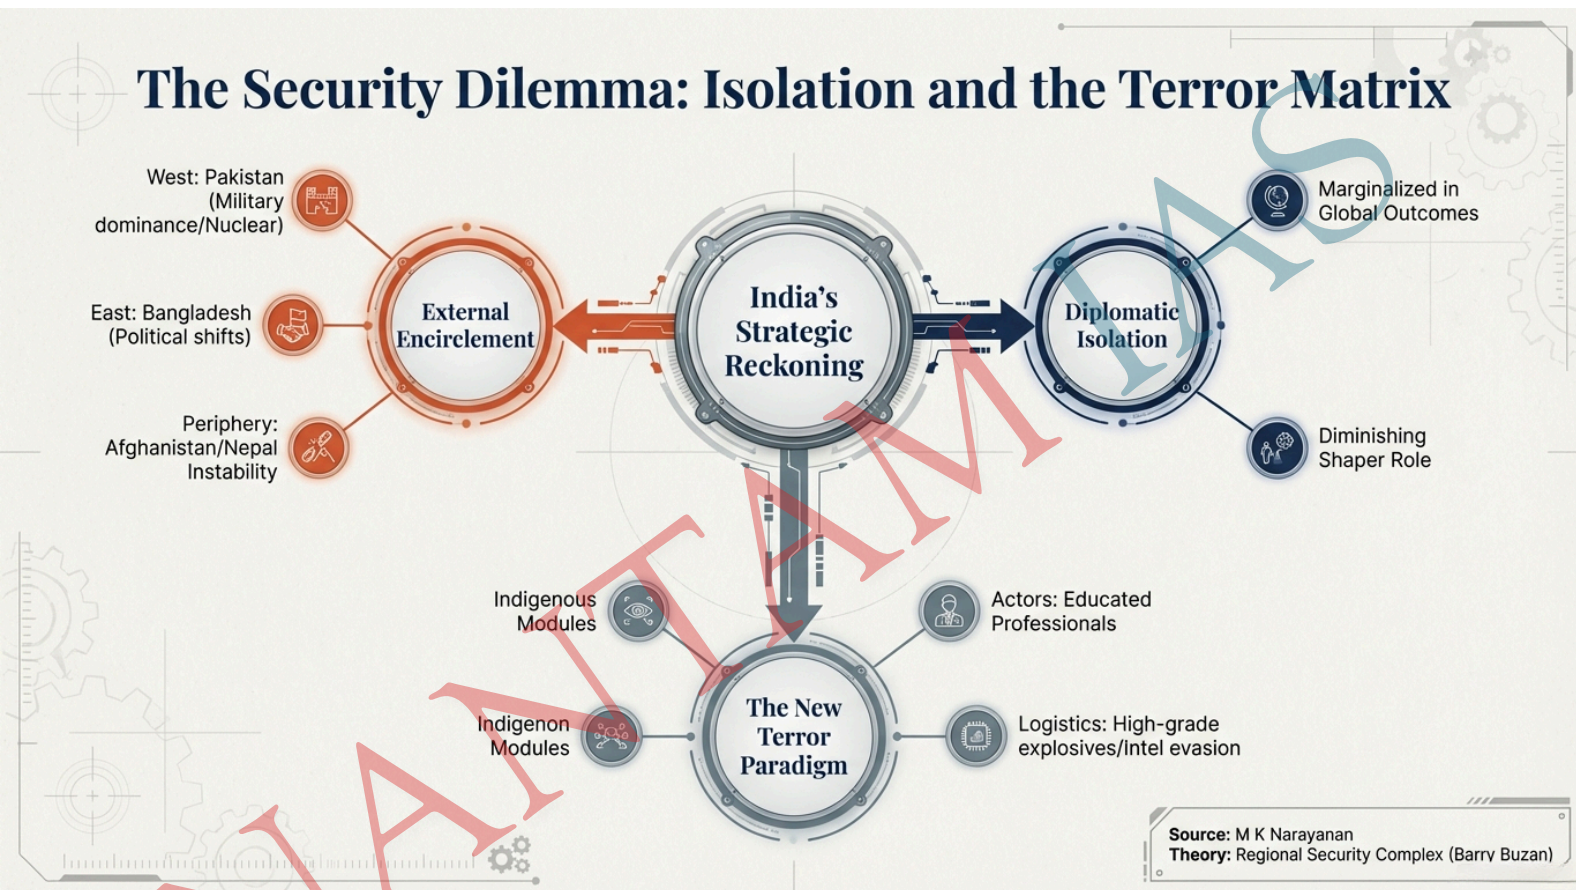 The Security Dilemma: Isolation and the Terror Matrix
West: Pakistan
(Military
dominance/Nuclear)
East: Bangladesh
(Political shifts)
Periphery:
Afghanistan/Nepal
Instability
External
Encirclement
India's
Strategic
Reckoning
Diplomatic
Isolation
Marginalized in
Global Outcomes
Diminishing
Shaper Role
Indigenous
Modules
Indigenon
Modules
The New
Terror
Paradigm
Actors: Educated
Professionals
Logistics: High-grade
explosives/Intel evasion
Source: M K Narayanan
Theory: Regional Security Complex (Barry Buzan)
NANTAM IAS